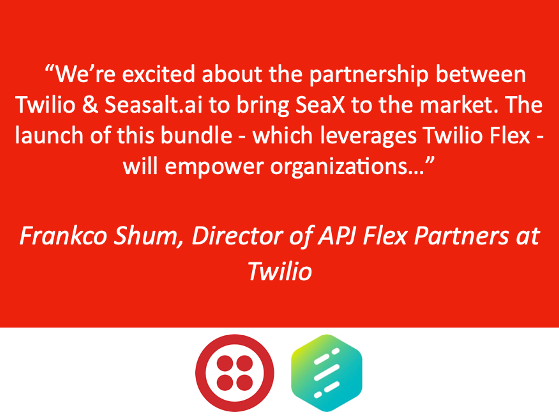 “We’re excited about the partnership between
Twilio & Seasalt.ai to bring SeaX to the market. The
launch of this bundle - which leverages Twilio Flex -
will empower organizations…”
Frankco Shum, Director of APJ Flex Partners at
Twilio